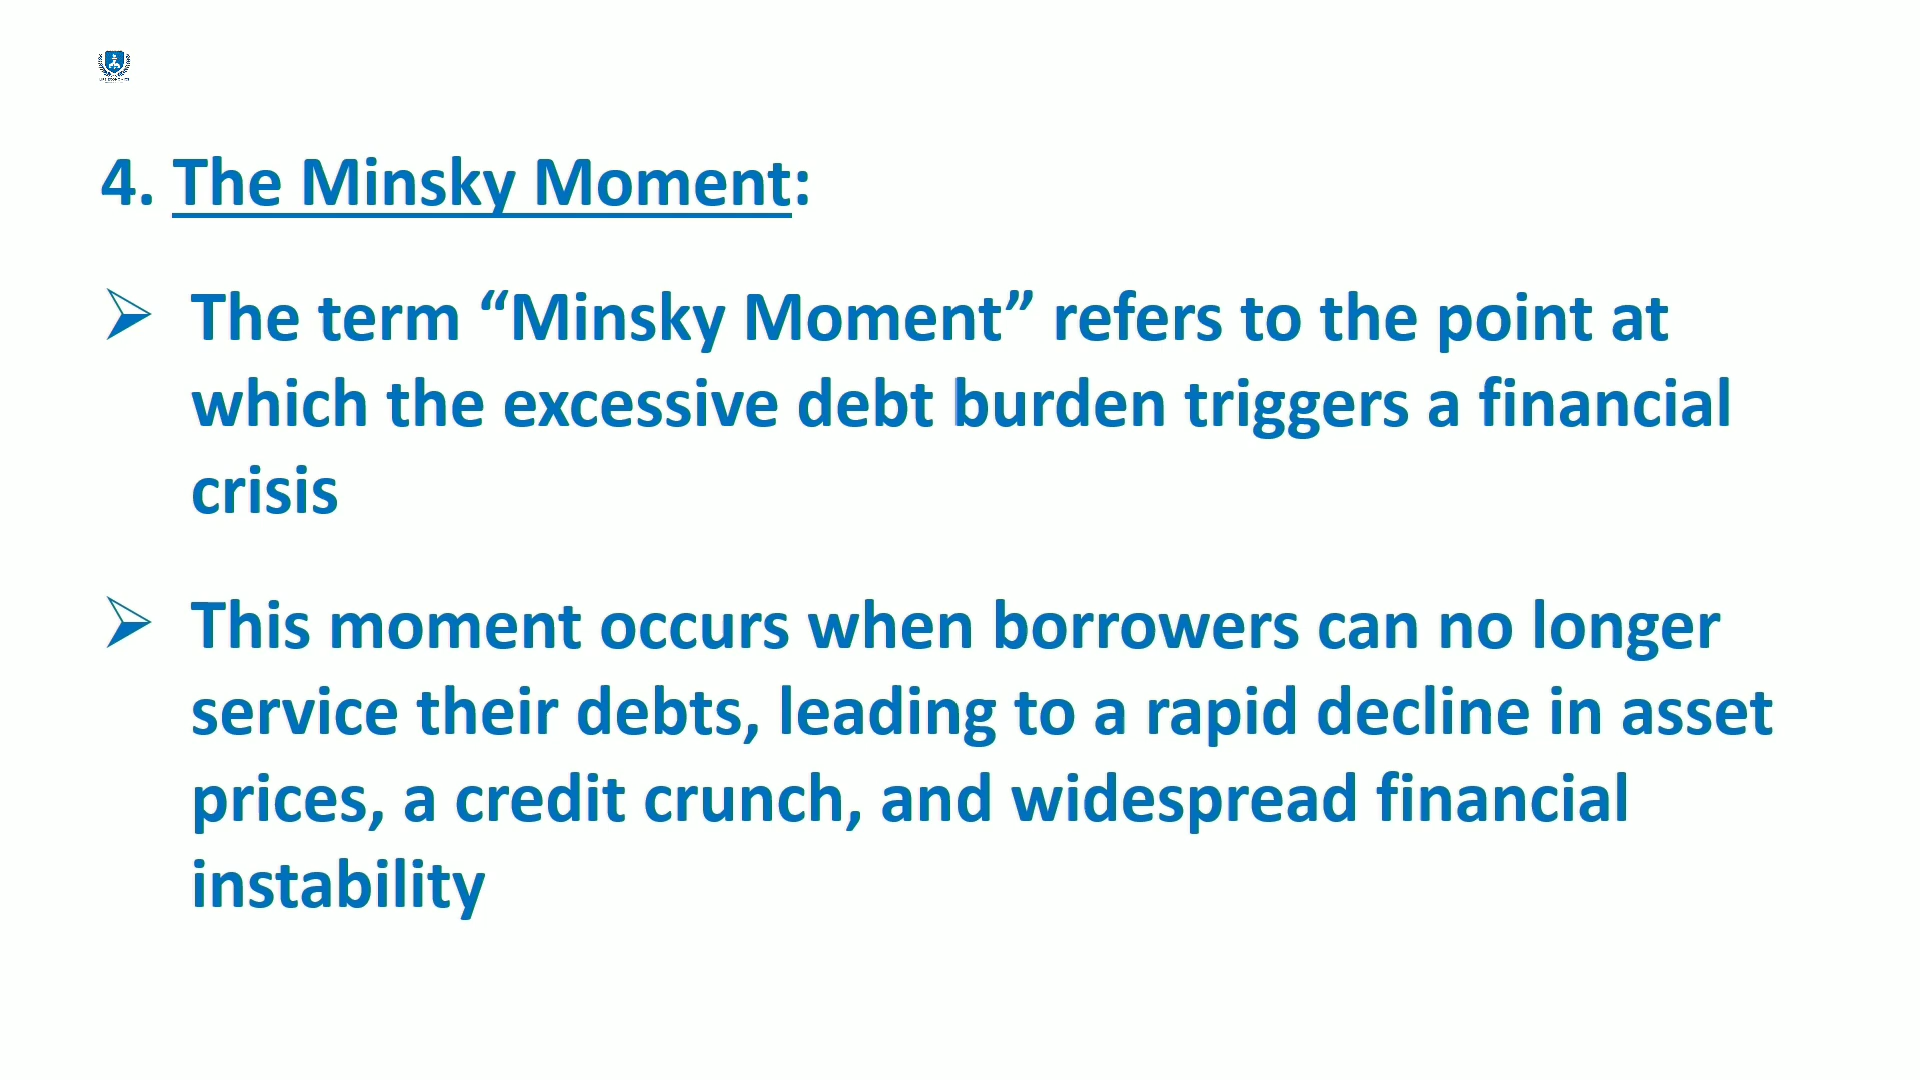 4. The Minsky Moment:
The term “Minsky Moment” refers to the point at
which the excessive debt burden triggers a financial
crisis
This moment occurs when borrowers can no longer
service their debts, leading to a rapid decline in asset
prices, a credit crunch, and widespread financial
instability